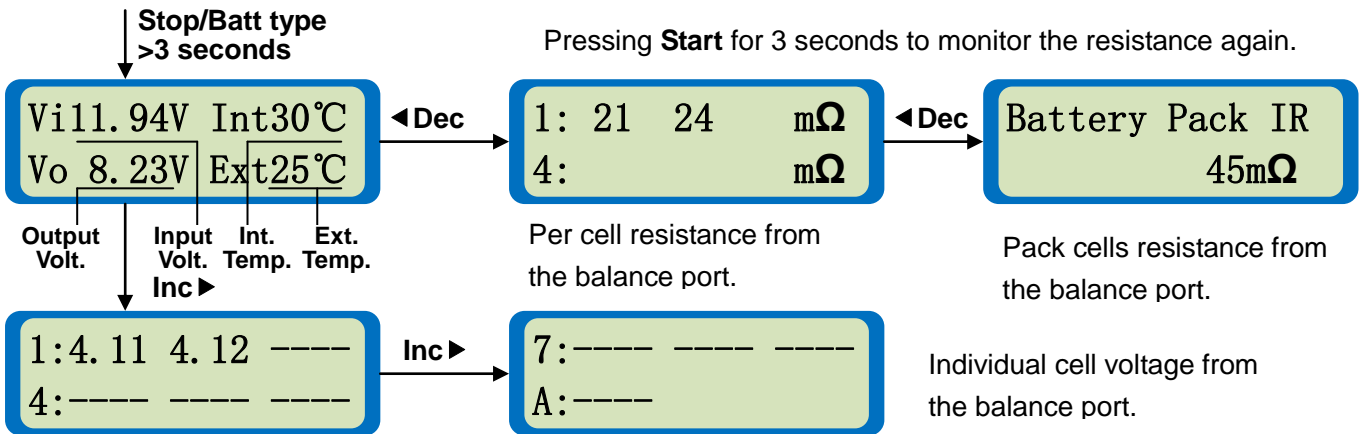 Stop/Batt type
>3 seconds
Pressing Start for 3 seconds to monitor the resistance again.
Vi11.94V Int30℃
Vo 8.23V Ext25℃
◀Dec
1: 21 24 mΩ
4: mΩ
◀Dec
Battery Pack IR
45mΩ
Output
Volt.
Input
Volt.
Int.
Temp.
Ext.
Temp.
Inc▶
Per cell resistance from
the balance port.
Pack cells resistance from
the balance port.
1:4.11 4.12 ----
4:---- ---- ----
Inc▶
7:---- ---- ----
A:----
Individual cell voltage from
the balance port.